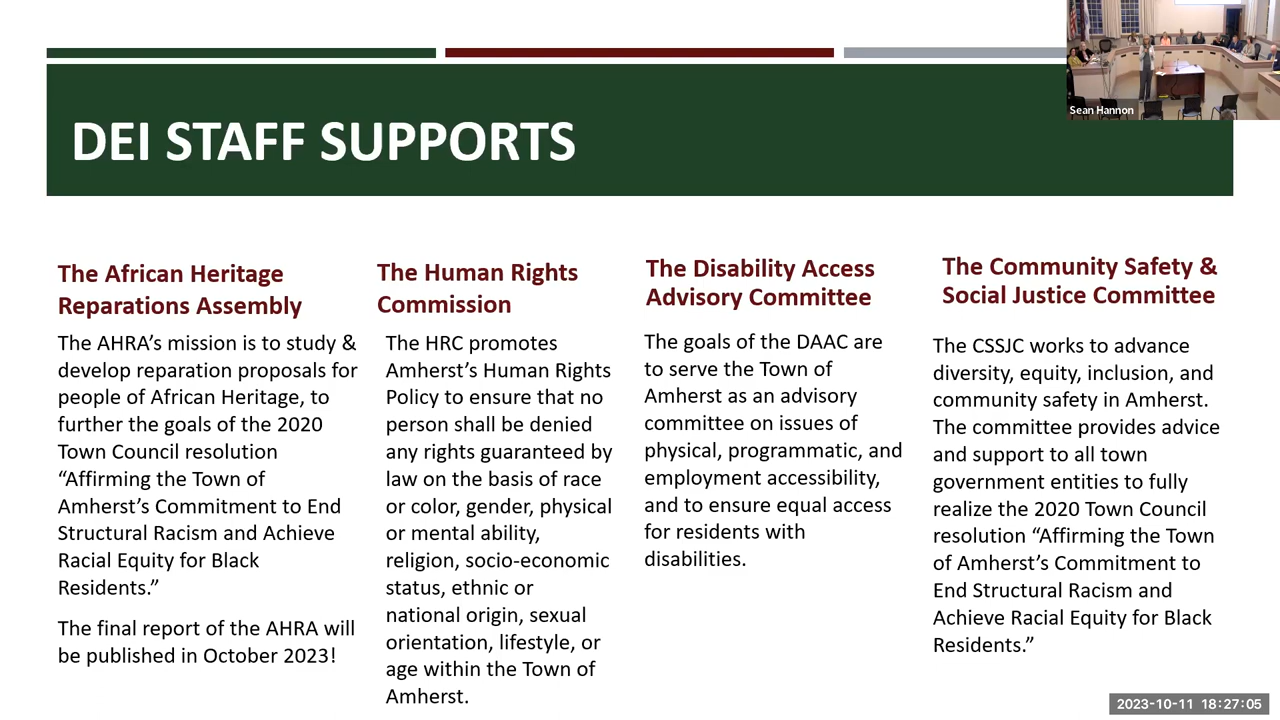 Sean Hannon
DEI STAFF SUPPORTS
The African Heritage
Reparations Assembly
The AHRA’s mission is to study &
develop reparation proposals for
people of African Heritage, to
further the goals of the 2020
Town Council resolution
“Affirming the Town of
Amherst’s Commitment to End
Structural Racism and Achieve
Racial Equity for Black
Residents.”
The final report of the AHRA will
be published in October 2023!
The Human Rights
Commission
The HRC promotes
Amherst’s Human Rights
Policy to ensure that no
person shall be denied
any rights guaranteed by
law on the basis of race
or color, gender, physical
or mental ability,
religion, socio-economic
status, ethnic or
national origin, sexual
orientation, lifestyle, or
age within the Town of
Amherst.
The Disability Access
Advisory Committee
The goals of the DAAC are
to serve the Town of
Amherst as an advisory
committee on issues of
physical, programmatic, and
employment accessibility,
and to ensure equal access
for residents with
disabilities.
The Community Safety &
Social Justice Committee
The CSSJC works to advance
diversity, equity, inclusion, and
community safety in Amherst.
The committee provides advice
and support to all town
government entities to fully
realize the 2020 Town Council
resolution “Affirming the Town
of Amherst’s Commitment to
End Structural Racism and
Achieve Racial Equity for Black
Residents.”
2023-10-11 18:27:05